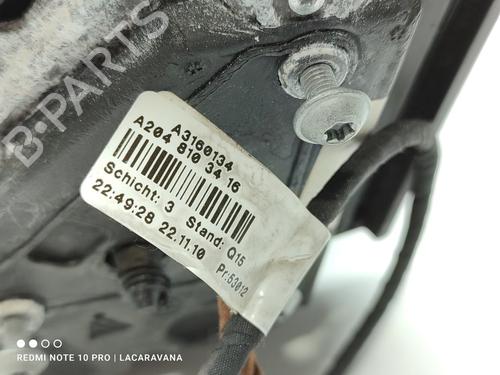 B-PARTS
A3160134
A204 810 34 16
Schicht: 3 Stand: Q15
22:49:28 22.11.10 Pr:53012
REDMI NOTE 10 PRO | LACARAVANA